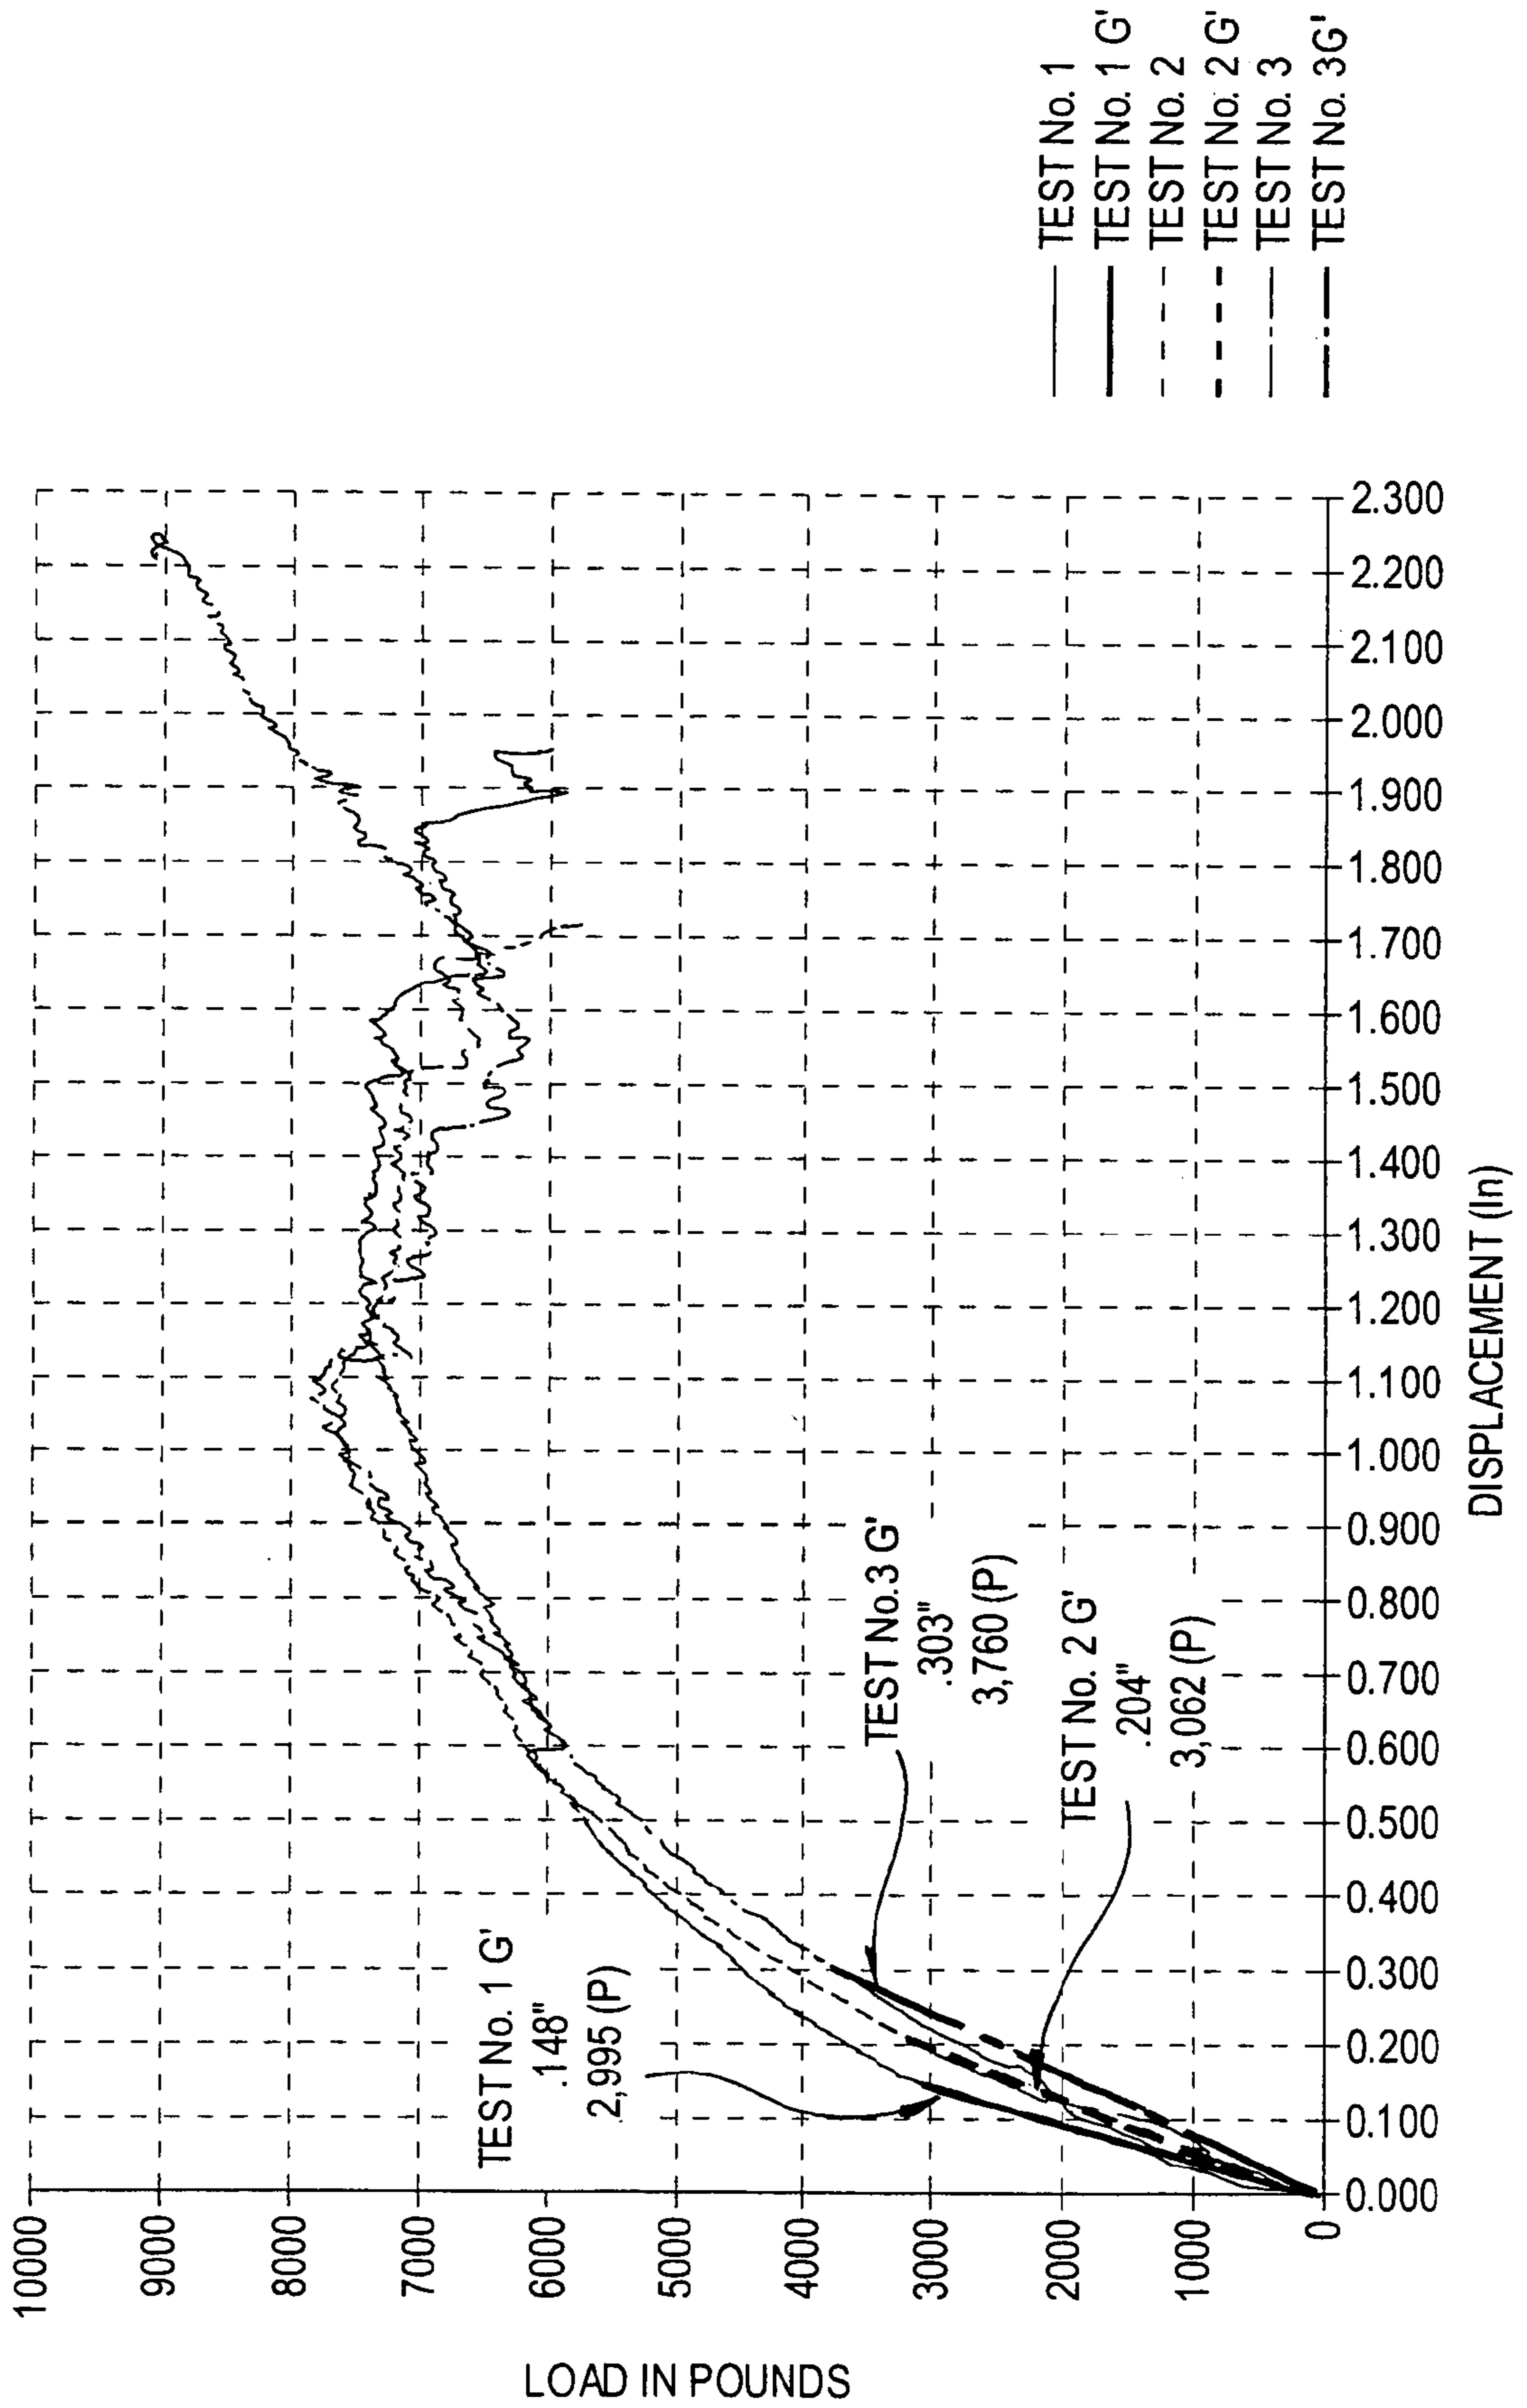 LOAD IN POUNDS
10000
9000
8000
7000
6000
5000
4000
3000
2000
1000
0
TEST No. 1 G'
.148"
2,995 (P)
TEST No.3 G'
.303"
3,760 (P)
TEST No. 2 G'
.204"
3,062 (P)
0.000
0.100
0.200
0.300
0.400
0.500
0.600
0.700
0.800
0.900
1.000
1.100
1.200
1.300
1.400
1.500
1.600
1.700
1.800
1.900
2.000
2.100
2.200
2.300
DISPLACEMENT (In)
TEST No. 1
TEST No. 1 G'
TEST No. 2
TEST No. 2 G'
TEST No. 3
TEST No. 3G'